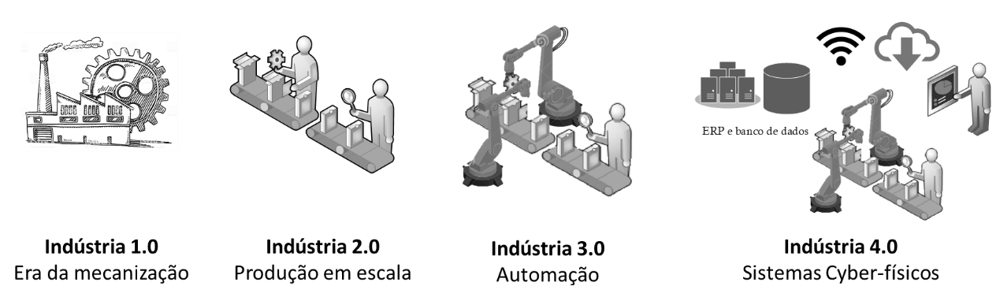 ERP e banco de dados
Indústria 1.0
Era da mecanização
Indústria 2.0
Produção em escala
Indústria 3.0
Automação
Indústria 4.0
Sistemas Cyber-físicos